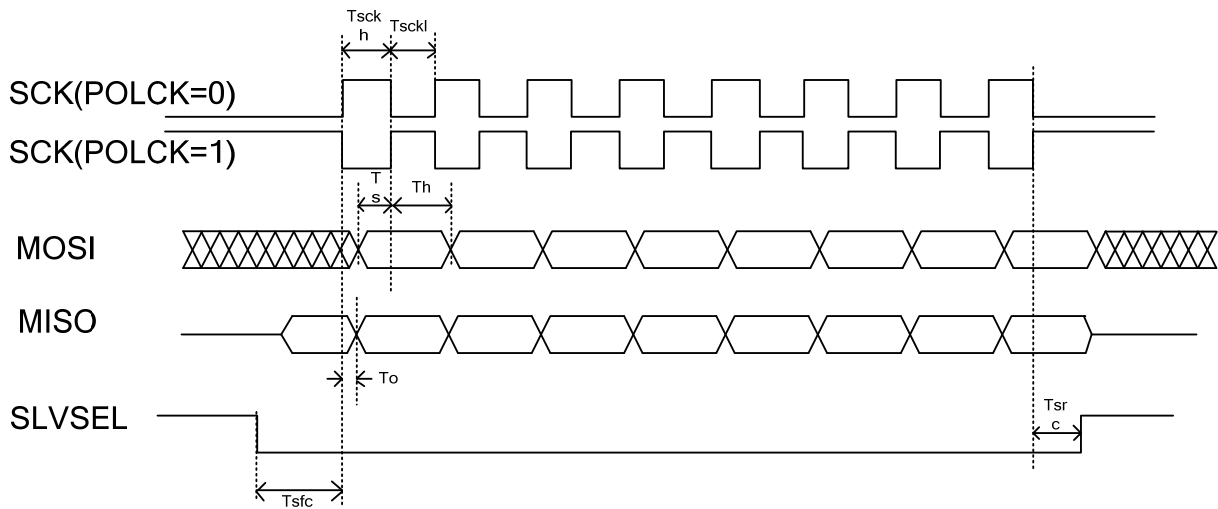 Tsck
h
Tsckl
SCK(POLCK=0)
SCK(POLCK=1)
T
s
Th
MOSI
MISO
To
SLVSEL
Tsr
c
Tsfc